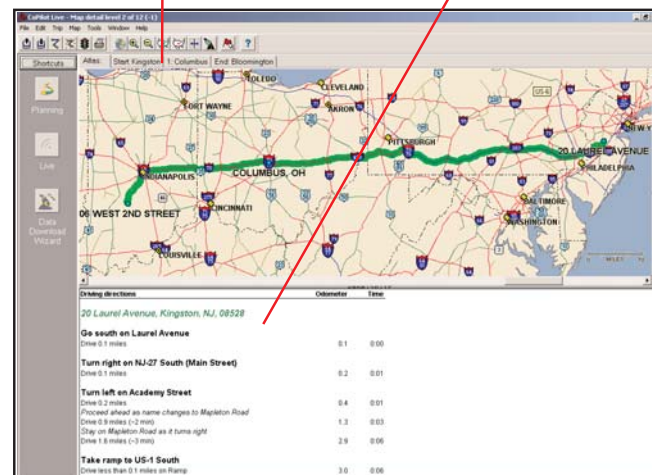 CoPilot Live - Map detail level 2 of 12 (-1)
File Edit Trip Map Tools Window Help
Shortcuts
Atlas Start Kingston 1: Columbus End: Bloomington
Planning
Live
Data
Download
Wizard
TOLEDO
CLEVELAND
US 6
FORT WAYNE
AKRON
PITTSBURGH
20 LAUREL AVENUE
PHILADELPHIA
INDIANAPOLIS
COLUMBUS, OH
BALTIMORE
06 WEST 2ND STREET
CINCINNATI
WASHINGTON
LOUISVILLE
MILES
Driving directions Odometer Time
20 Laurel Avenue, Kingston, NJ, 08528
Go south on Laurel Avenue
Drive 0.1 miles 0.1 0:00
Turn right on NJ-27 South (Main Street)
Drive 0.1 miles 0.2 0:01
Turn left on Academy Street
Drive 0.2 miles 0.4 0:01
Proceed ahead as name changes to Mapleton Road
Drive 0.9 miles (~2 min) 1.3 0:03
Stay on Mapleton Road as it turns right
Drive 1.6 miles (~3 min) 2.9 0:06
Take ramp to US-1 South
Drive less than 0.1 miles on Ramp 3.0 0:06